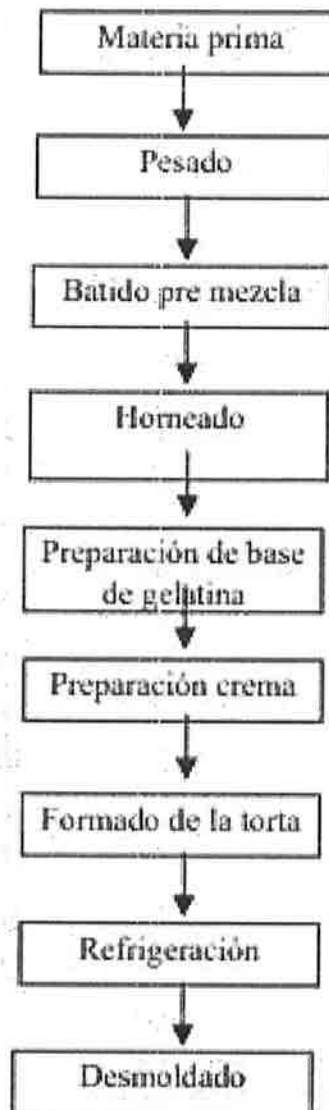 Materia prima
Pesado
Batido pre mezcla
Horneado
Preparación de base
de gelatina
Preparación crema
Formado de la torta
Refrigeración
Desmoldado